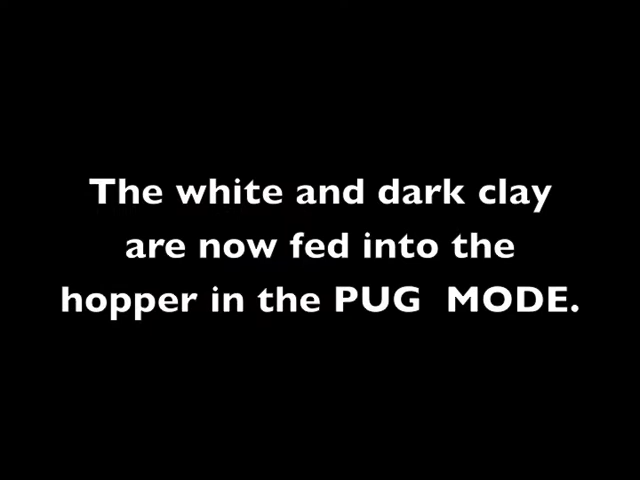 The white and dark clay
are now fed into the
hopper in the PUG  MODE.